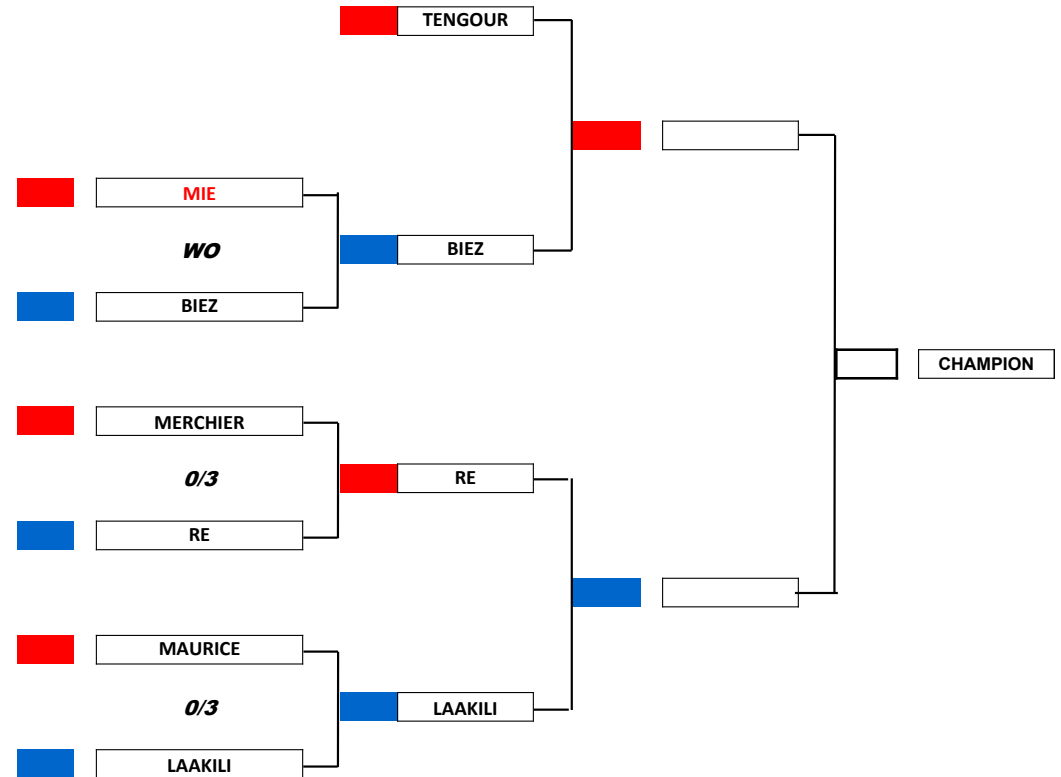 TENGOUR
MIE
WO
BIEZ
BIEZ
CHAMPION
MERCHIER
0/3
RE
RE
MAURICE
0/3
LAAKILI
LAAKILI